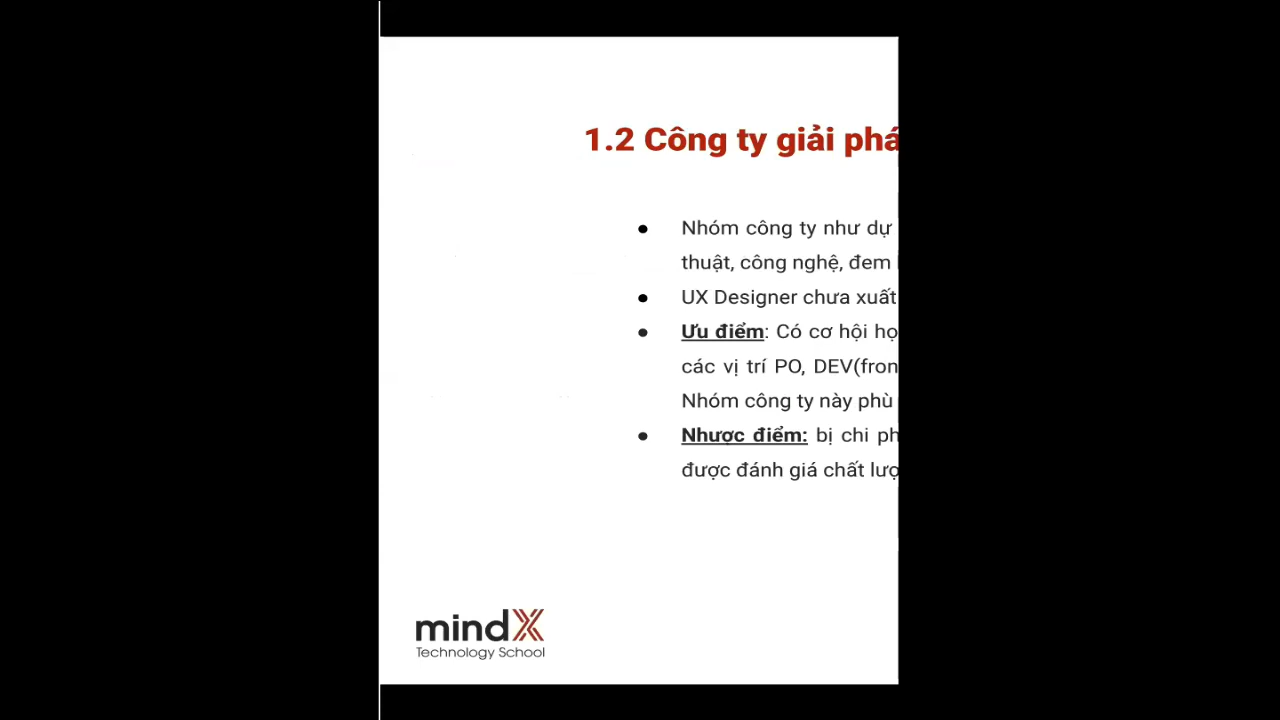 1.2 Công ty giải phá
● Nhóm công ty như dự
thuật, công nghệ, đem
● UX Designer chưa xuất
● Ưu điểm: Có cơ hội họ
các vị trí PO, DEV(fron
Nhóm công ty này phù
● Nhược điểm: bị chi ph
được đánh giá chất lượ
mindX
Technology School